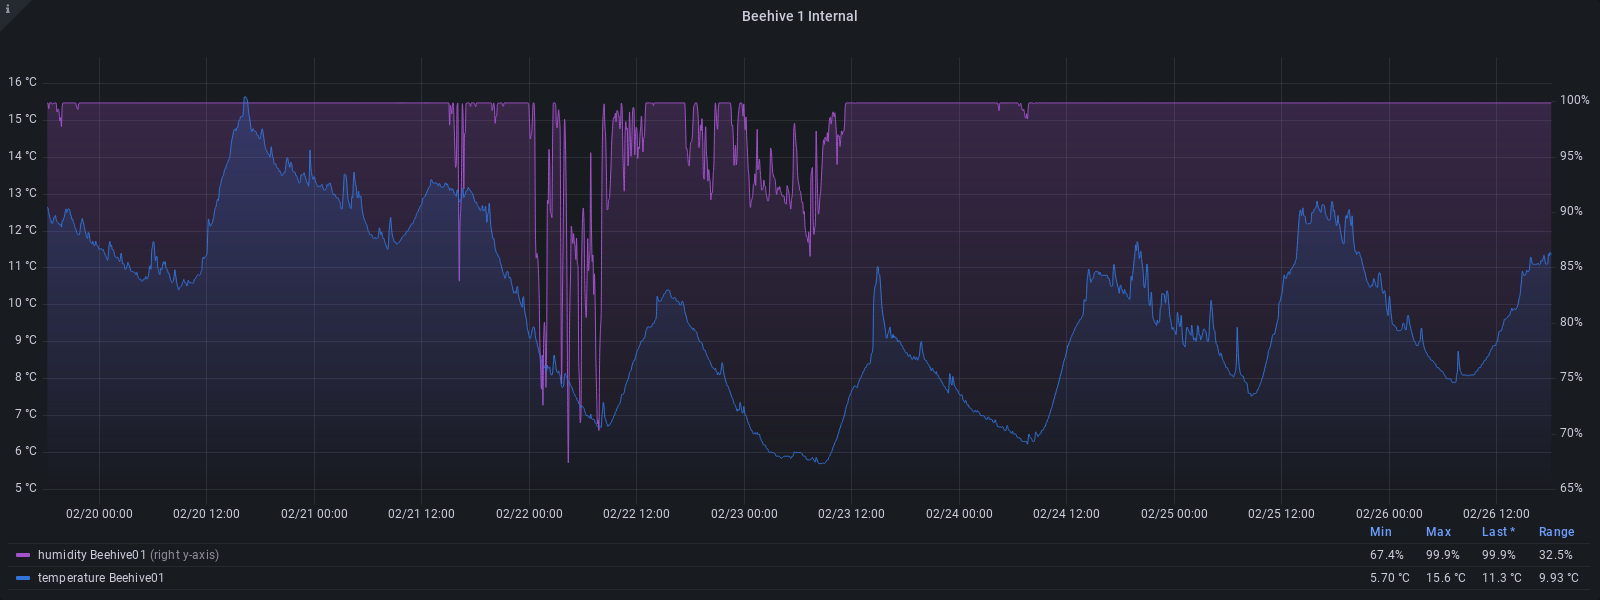 i
Beehive 1 Internal
16 °C
15 °C
14 °C
13 °C
12 °C
11 °C
10 °C
9 °C
8 °C
7 °C
6 °C
5 °C
100%
95%
90%
85%
80%
75%
70%
65%
02/20 00:00 02/20 12:00 02/21 00:00 02/21 12:00 02/22 00:00 02/22 12:00 02/23 00:00 02/23 12:00 02/24 00:00 02/24 12:00 02/25 00:00 02/25 12:00 02/26 00:00 02/26 12:00
Min Max Last * Range
humidity Beehive01 (right y-axis) 67.4% 99.9% 99.9% 32.5%
temperature Beehive01 5.70 °C 15.6 °C 11.3 °C 9.93 °C